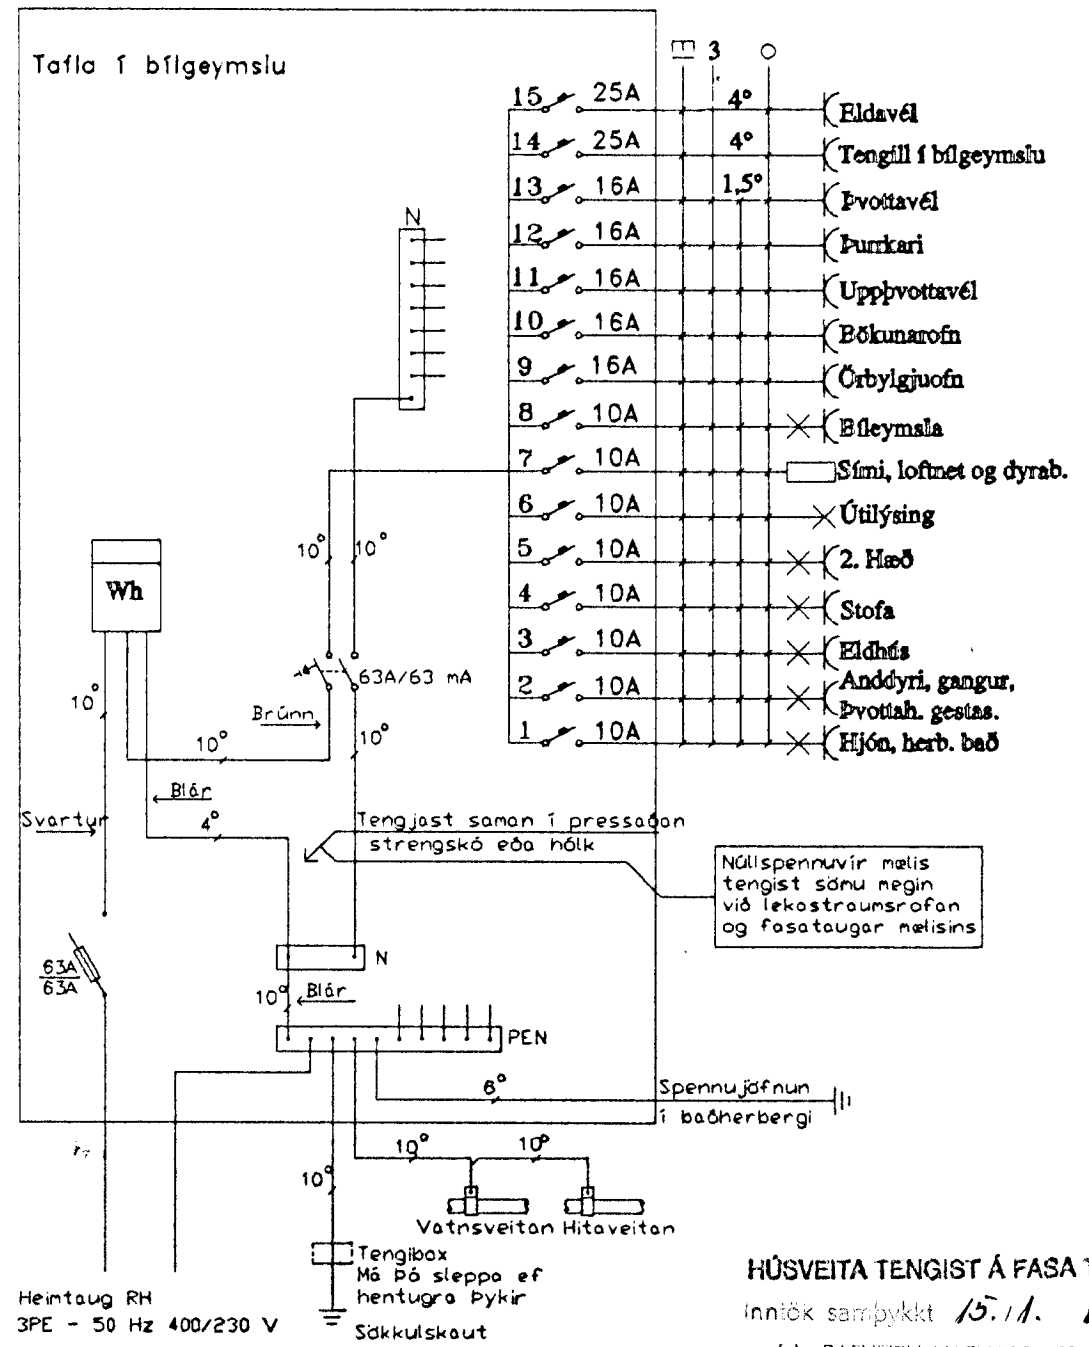 Tafla í bílgeymslu
3
15 25A 4° Eldavél
14 25A 4° Tengill í bílgeymslu
13 16A 1,5° Þvottavél
12 16A Þurrkari
11 16A Uppþvottavél
10 16A Bökunarofn
9 16A Örbylgjuofn
8 10A Bíleymsla
7 10A Sími, loftnet og dyrab.
6 10A Útilýsing
5 10A 2. Hæð
4 10A Stofa
3 10A Eldhús
2 10A Anddyri, gangur,
Þvottah. gestas.
1 10A Hjón, herb. bað
N
10° 10°
Wh
63A/63 mA
10°
Brúnn
10°
10°
Blár
Svartur
4°
Tengjast saman í pressaðan
strengskó eða hólk
Núllspennuvír mælis
tengist sömu megin
við lekastraumsrofan
og fasataugar mælisins
N
63A
63A
10° Blár
PEN
6°
Spennujöfnun
í baðherbergi
10° 10°
10°
Vatnsveitan Hitaveitan
Tengibox
Má þó sleppa ef
hentugra þykir
Sökkulskaut
Heimtaug RH
3PE - 50 Hz 400/230 V
HÚSVEITA TENGIST Á FASA
Inntök samþykkt 15.11.